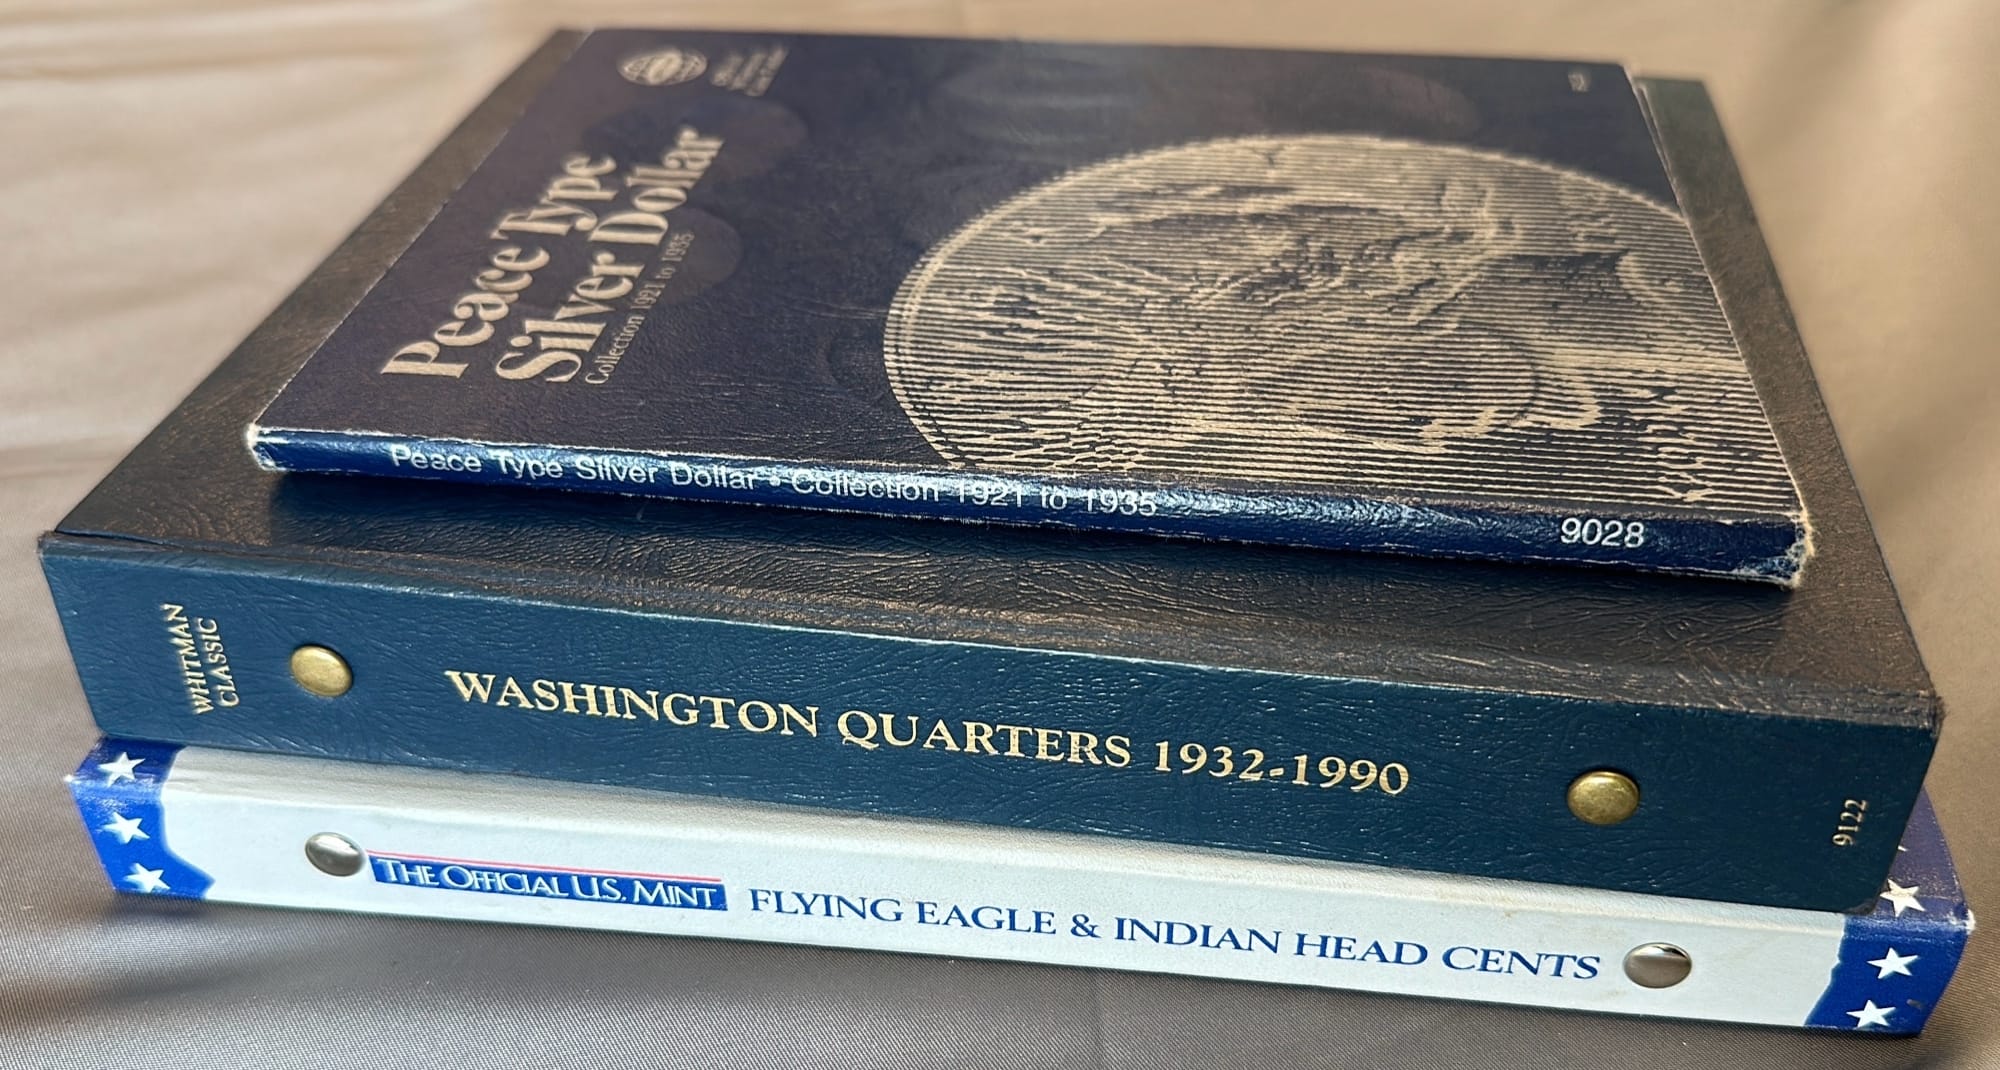 Peace Type
Silver Dollar
Collection 1921 to 1935
Peace Type Silver Dollar • Collection 1921 to 1935 9028
WHITMAN
CLASSIC
WASHINGTON QUARTERS 1932-1990
9122
THE OFFICIAL U.S. MINT FLYING EAGLE & INDIAN HEAD CENTS